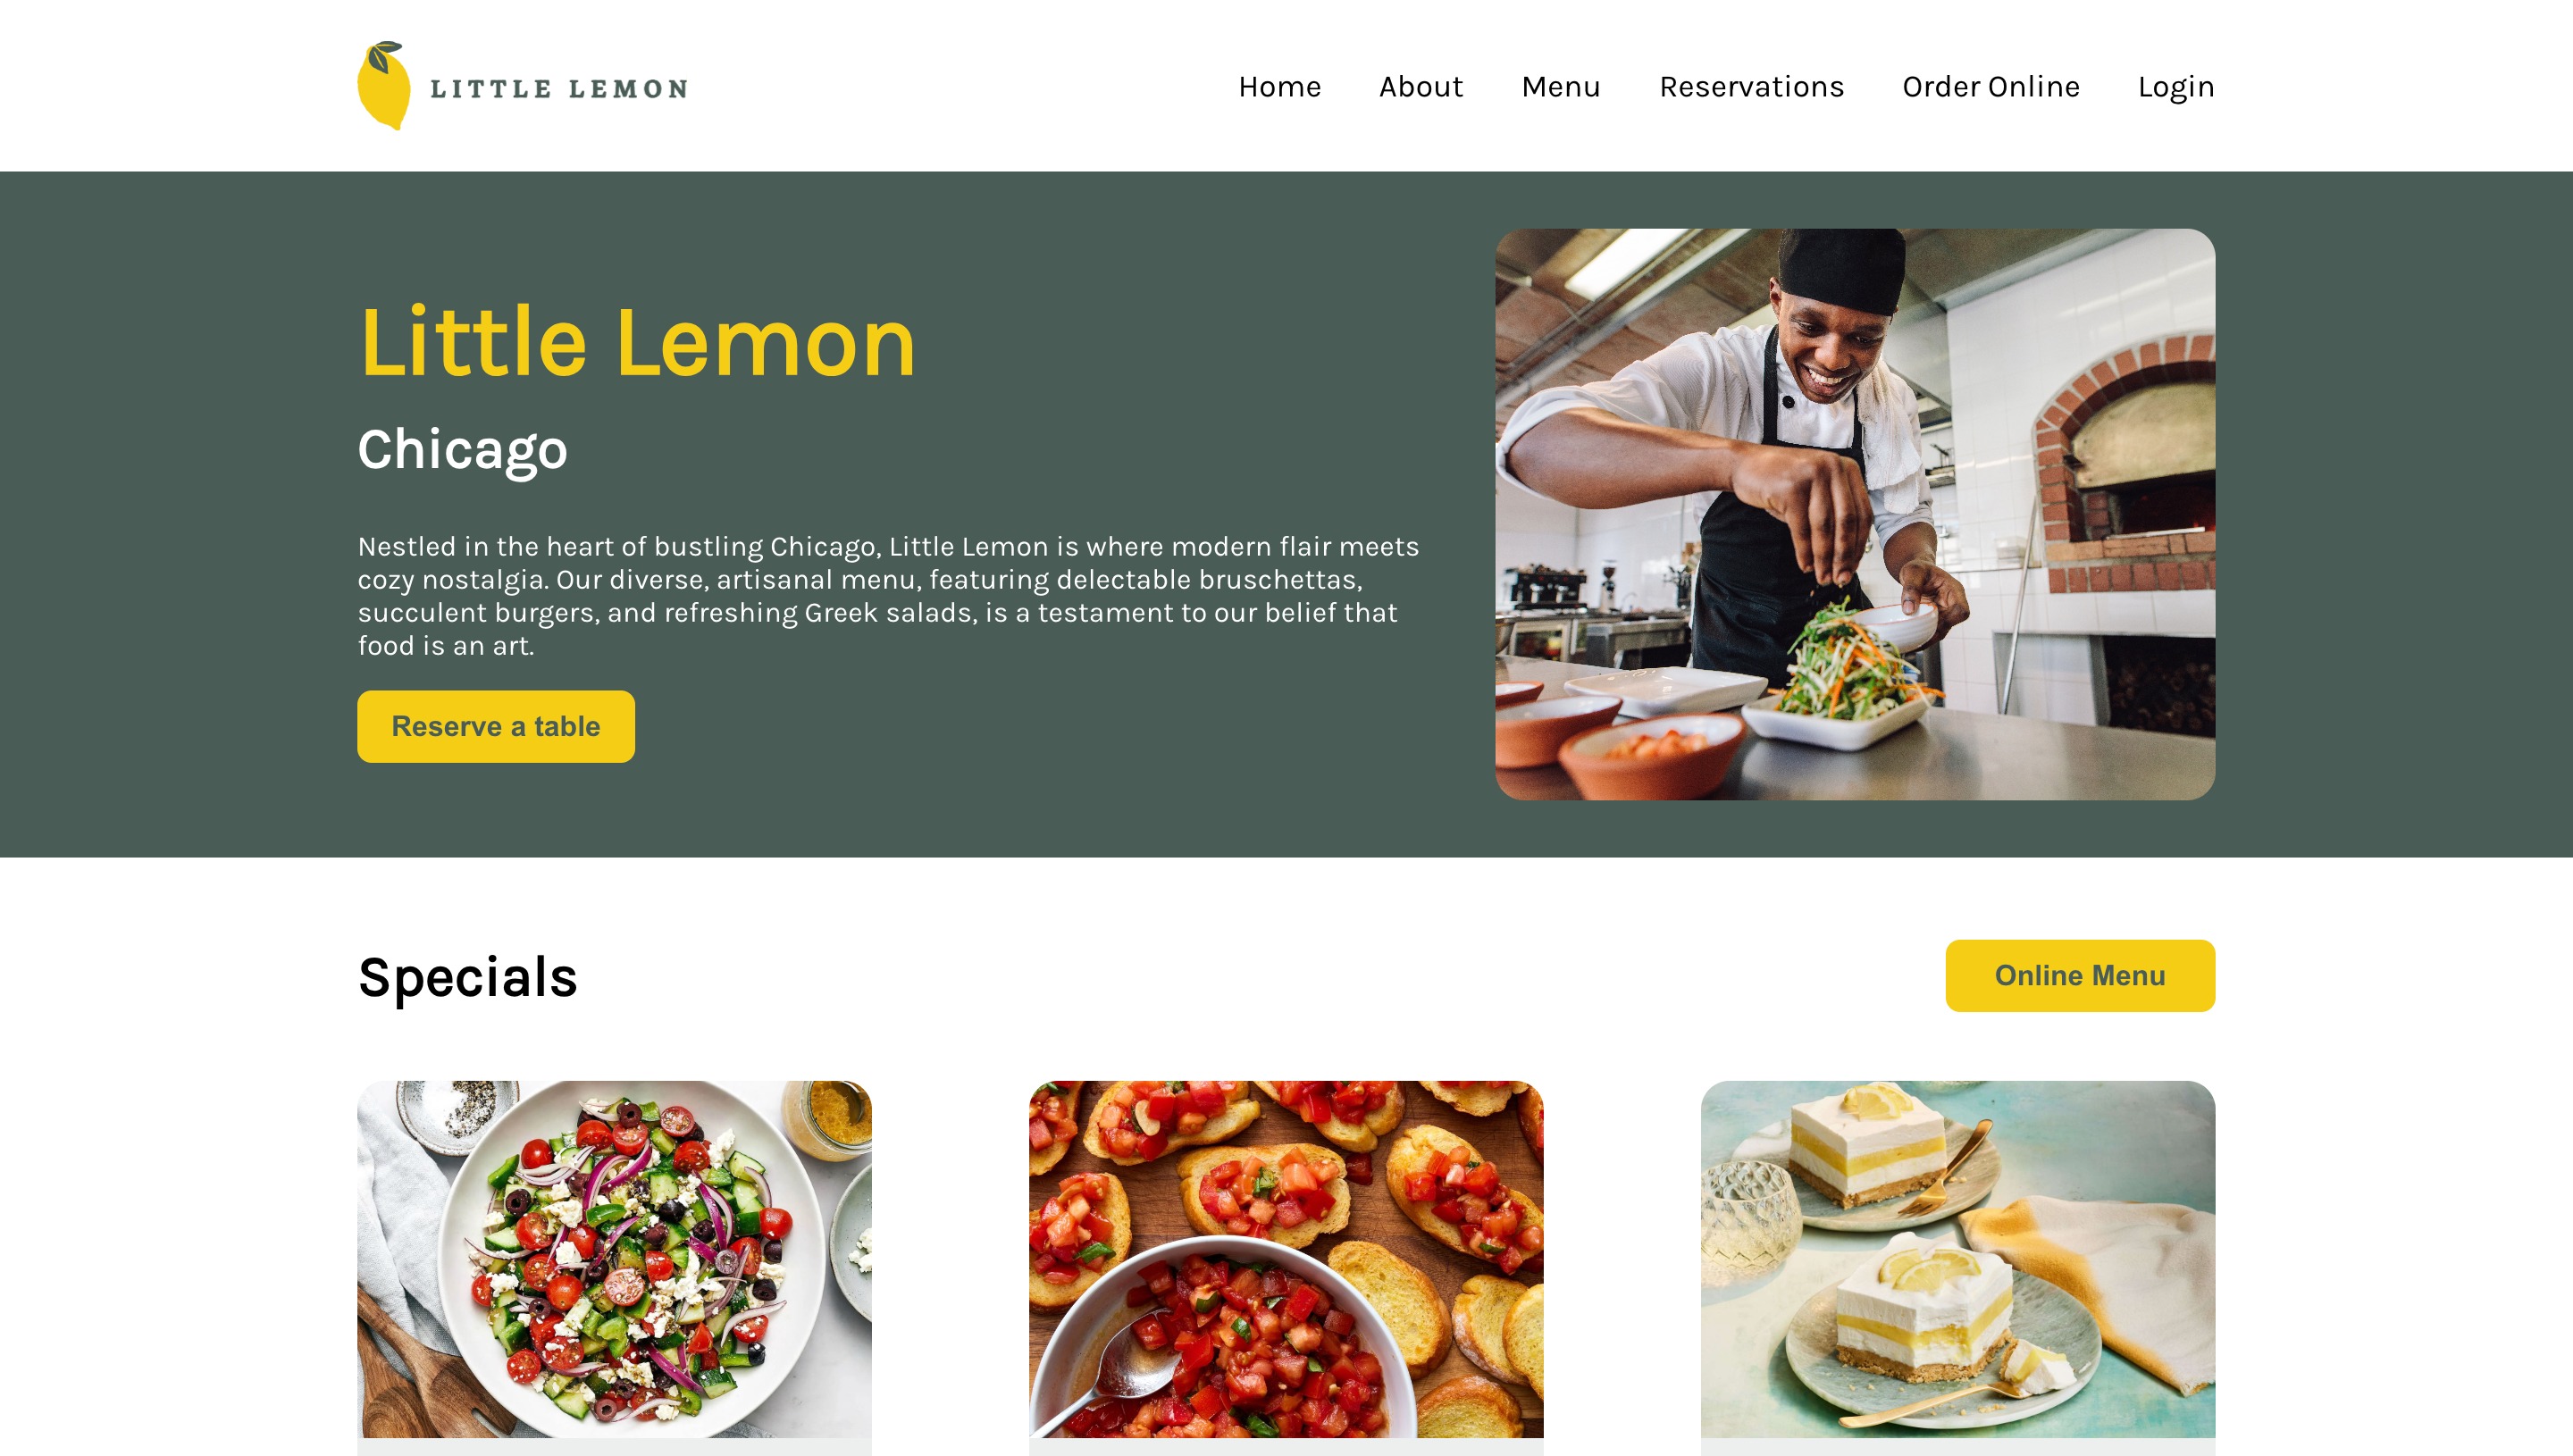 LITTLE LEMON
Home About Menu Reservations Order Online Login
Little Lemon
Chicago
Nestled in the heart of bustling Chicago, Little Lemon is where modern flair meets
cozy nostalgia. Our diverse, artisanal menu, featuring delectable bruschettas,
succulent burgers, and refreshing Greek salads, is a testament to our belief that
food is an art.
Reserve a table
Specials
Online Menu